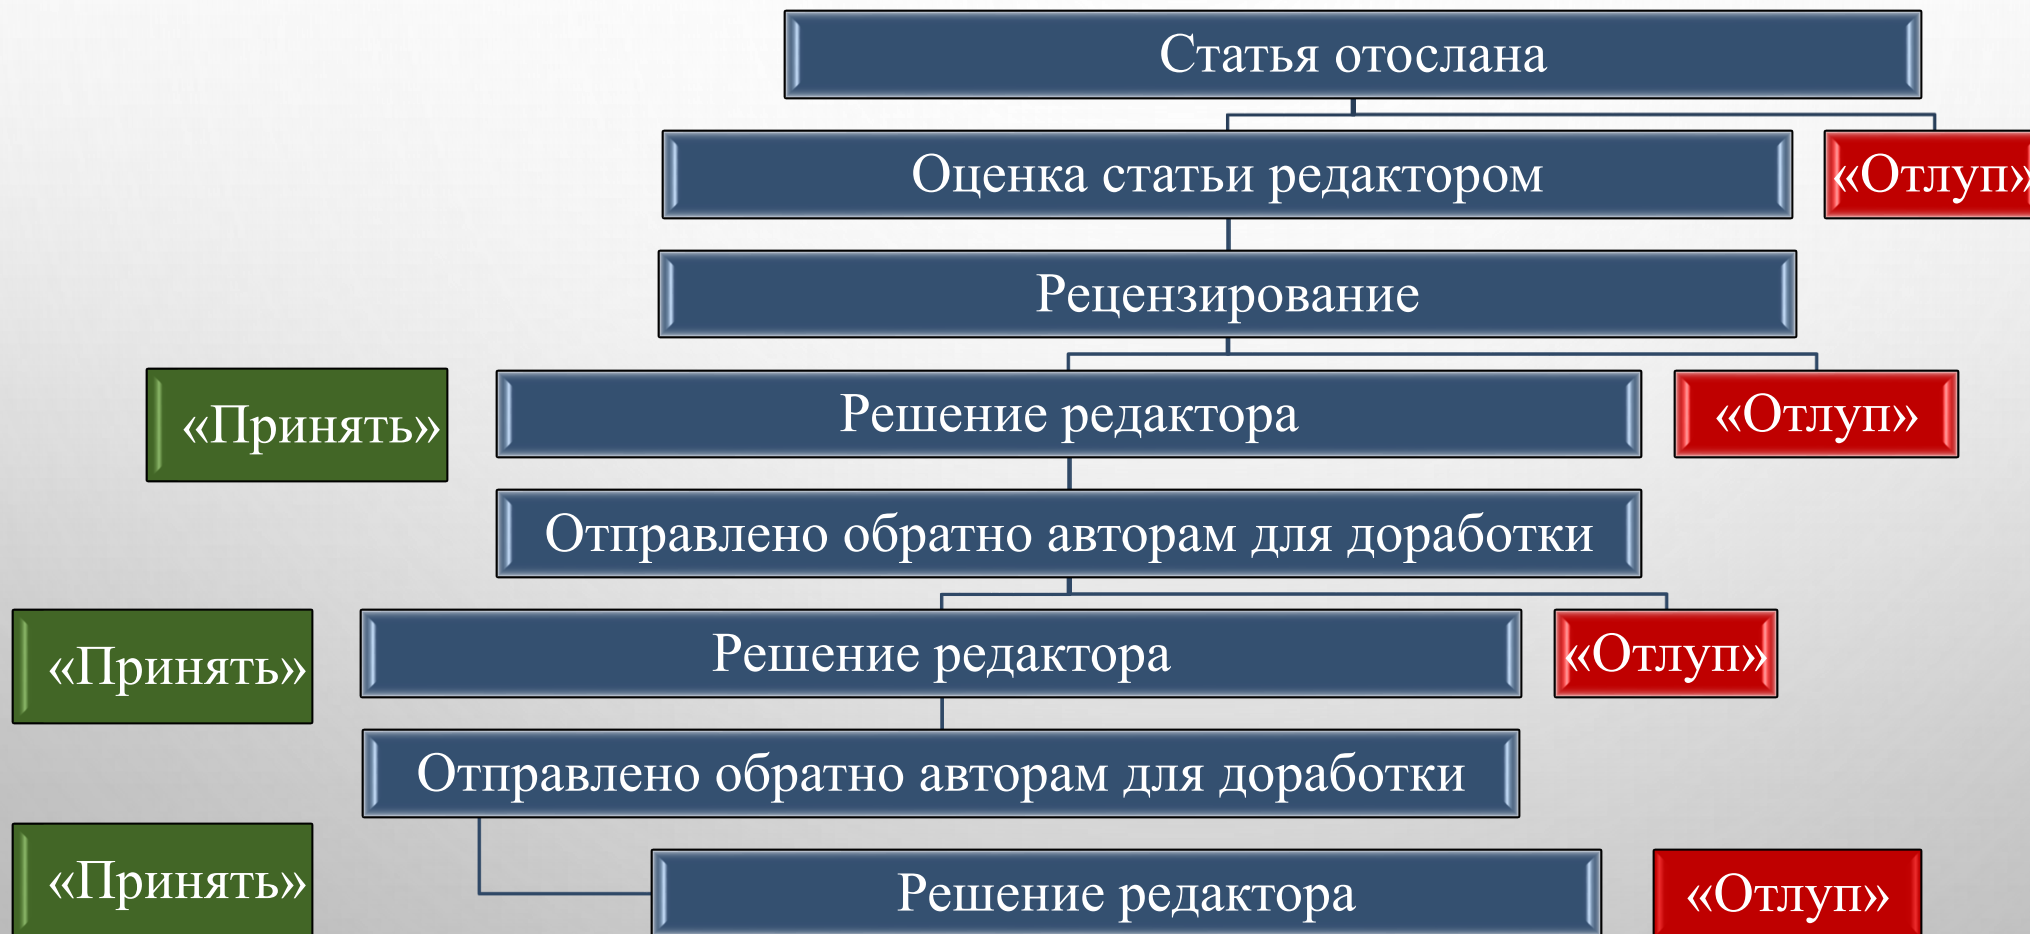 Статья отослана
Оценка статьи редактором
«Отлуп»
Рецензирование
«Принять»
Решение редактора
«Отлуп»
Отправлено обратно авторам для доработки
«Принять»
Решение редактора
«Отлуп»
Отправлено обратно авторам для доработки
«Принять»
Решение редактора
«Отлуп»